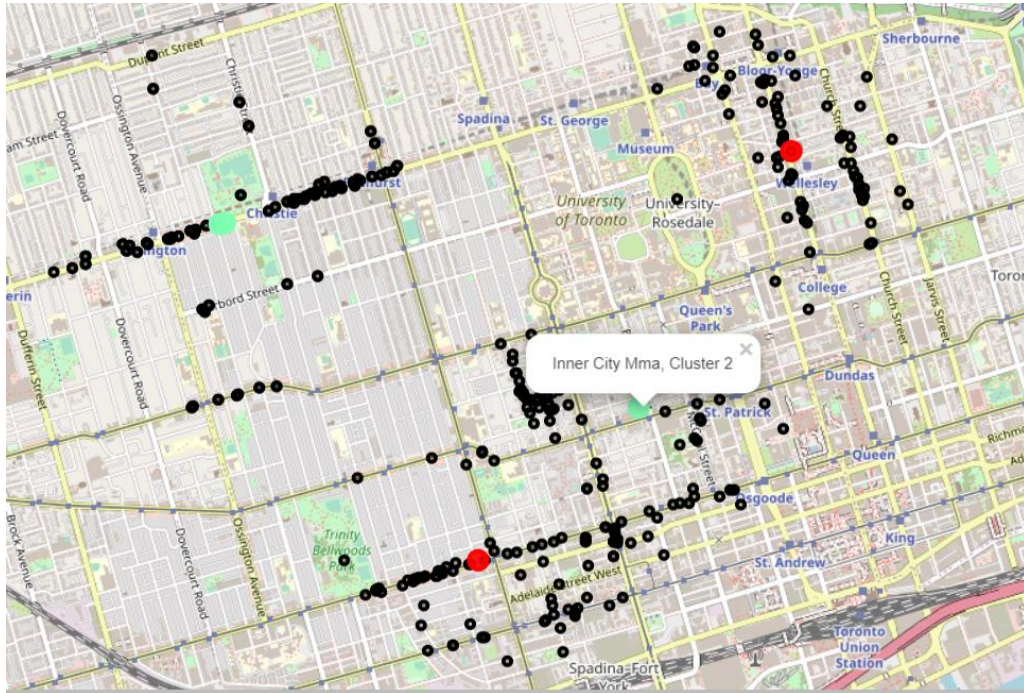 Dupont Street
Sherbourne
Bloor-Yonge
Bay
Church Street
Christie
Spadina
St. George
Museum
Wellesley
Dovercourt Road
Ossington Avenue
University
of Toronto
University–
Rosedale
Christie
College
Queen's
Park
Church Street
Jarvis Street
Dufferin Street
Dovercourt Road
Inner City Mma, Cluster 2
×
Dundas
St. Patrick
Queen
Osgoode
King
St. Andrew
Trinity
Bellwoods
Park
Brock Avenue
Dovercourt Road
Ossington Avenue
Adelaide Street West
Toronto
Union
Station
Spadina–Fort
York